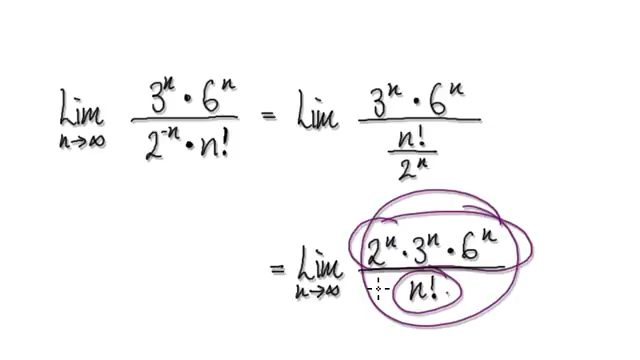 Lim n→∞ 3ⁿ · 6ⁿ / 2⁻ⁿ · n! = Lim 3ⁿ · 6ⁿ / n! / 2ⁿ
= Lim n→∞ 2ⁿ · 3ⁿ · 6ⁿ / n!